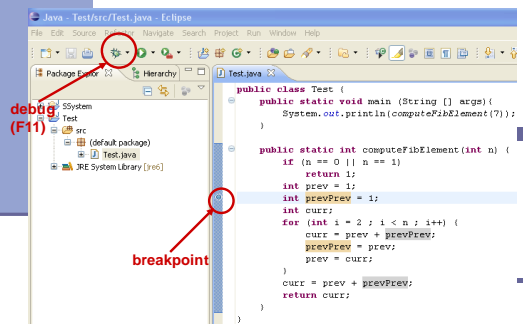 Java - Test/src/Test.java - Eclipse
File Edit Source Refactor Navigate Search Project Run Window Help
Package Explor
Hierarchy
Test.java
debug
(F11)
SSystem
Test
src
(default package)
Test.java
JRE System Library [jre6]
breakpoint
public class Test {
public static void main (String [] args){
System.out.println(computeFibElement(7));
}
public static int computeFibElement(int n) {
if (n == 0 || n == 1)
return 1;
int prev = 1;
int prevPrev = 1;
int curr;
for (int i = 2 ; i < n ; i++) {
curr = prev + prevPrev;
prevPrev = prev;
prev = curr;
}
curr = prev + prevPrev;
return curr;
}
}